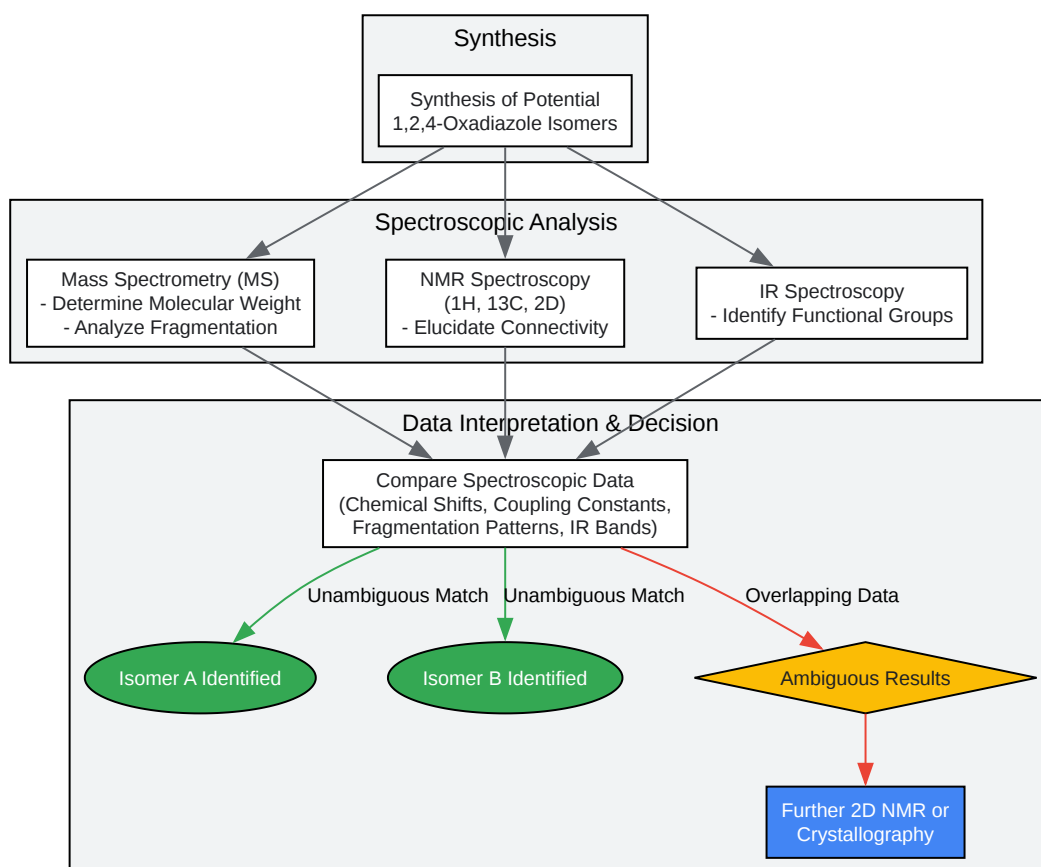 Synthesis
Synthesis of Potential
1,2,4-Oxadiazole Isomers
Spectroscopic Analysis
Mass Spectrometry (MS)
- Determine Molecular Weight
- Analyze Fragmentation
NMR Spectroscopy
(1H, 13C, 2D)
- Elucidate Connectivity
IR Spectroscopy
- Identify Functional Groups
Data Interpretation & Decision
Compare Spectroscopic Data
(Chemical Shifts, Coupling Constants,
Fragmentation Patterns, IR Bands)
Unambiguous Match
Unambiguous Match
Overlapping Data
Isomer A Identified
Isomer B Identified
Ambiguous Results
Further 2D NMR or
Crystallography